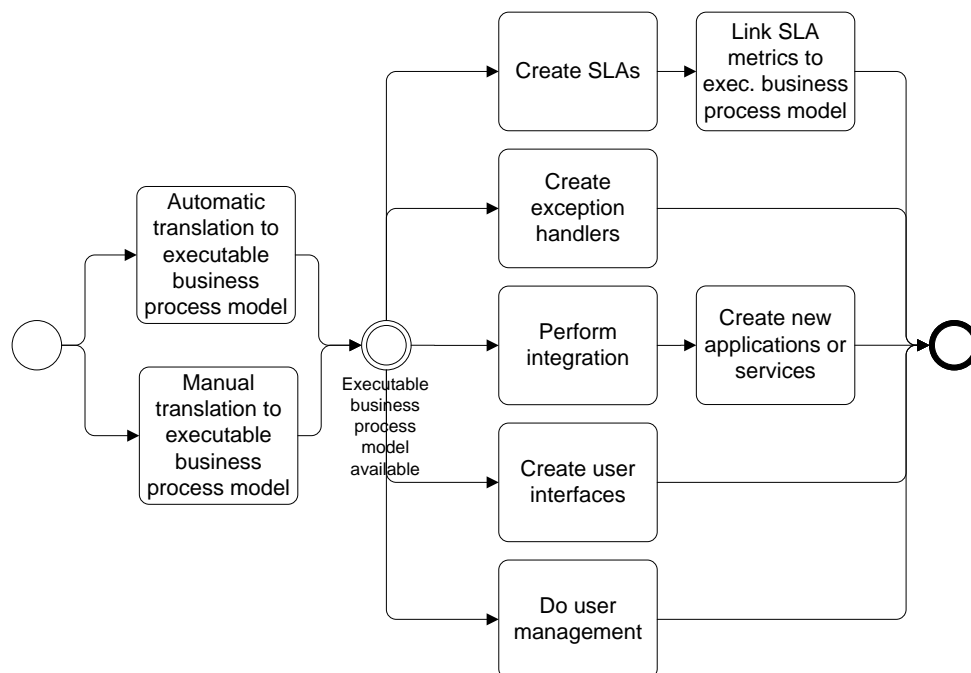 Create SLAs
Link SLA
metrics to
exec. business
process model
Create
exception
handlers
Automatic
translation to
executable
business
process model
Manual
translation to
executable
business
process model
Executable
business
process
model
available
Perform
integration
Create new
applications or
services
Create user
interfaces
Do user
management